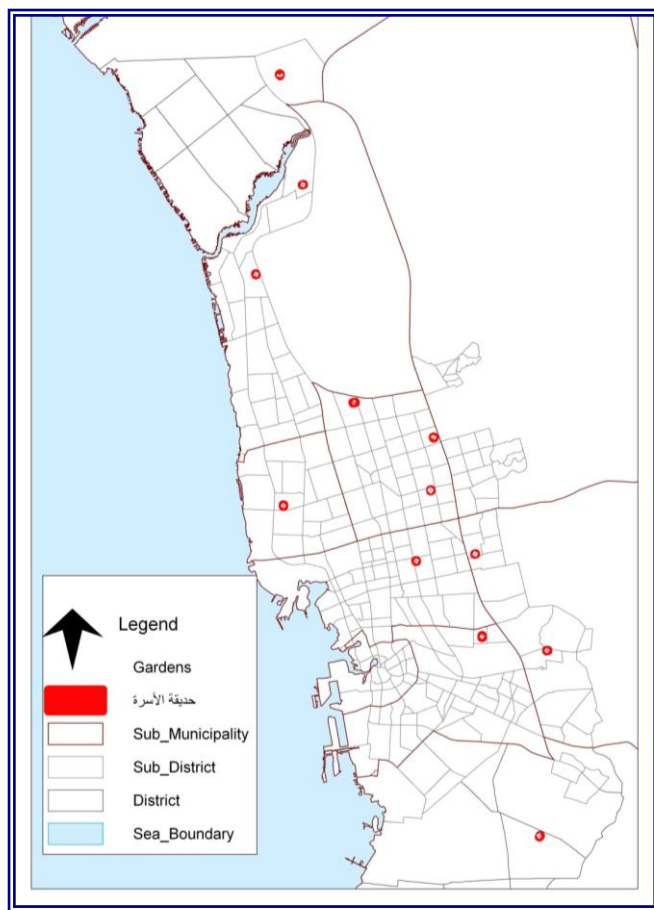 Legend
Gardens
حديقة الأسرة
Sub_Municipality
Sub_District
District
Sea_Boundary